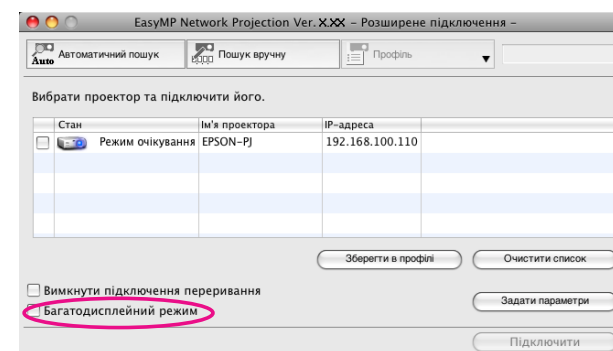 EasyMP Network Projection Ver. X.XX – Розширене підключення –
Auto Автоматичний пошук Пошук вручну Профіль
Вибрати проектор та підключити його.
Стан Ім'я проектора IP-адреса
Режим очікування EPSON-PJ 192.168.100.110
Зберегти в профілі Очистити список
Вимкнути підключення переривання
Задати параметри
Багатодисплейний режим
Підключити